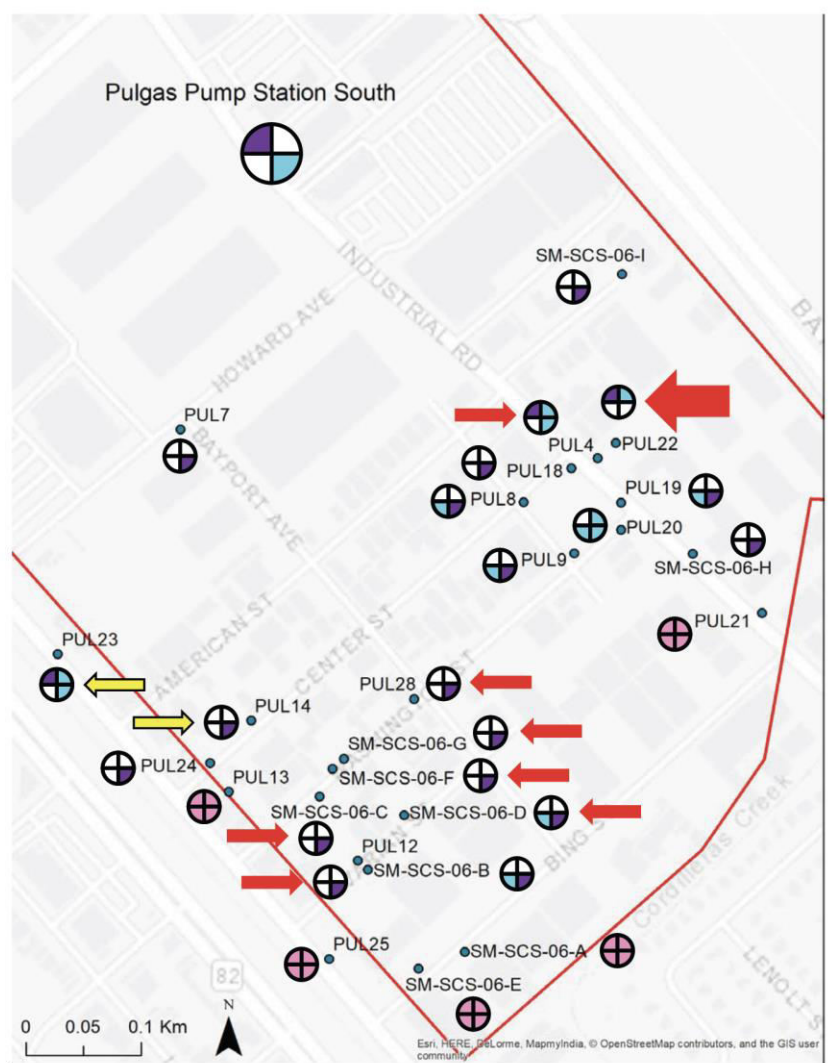 Pulgas Pump Station South
SM-SCS-06-I
INDUSTRIAL RD
BAY
HOWARD AVE
PUL7
BAYPORT AVE
PUL4
PUL22
PUL18
PUL8
PUL19
PUL20
PUL9
SM-SCS-06-H
PUL21
AMERICAN ST
CENTER ST
PUL23
PUL28
PUL14
SM-SCS-06-G
PUL24
SM-SCS-06-F
PUL13
SM-SCS-06-C
SM-SCS-06-D
BING S
PUL12
SM-SCS-06-B
Cordilleras Creek
PUL25
SM-SCS-06-A
SM-SCS-06-E
LENOLT S
82
N
0 0.05 0.1 Km
Esri, HERE, DeLorme, MapmyIndia, © OpenStreetMap contributors, and the GIS user
community